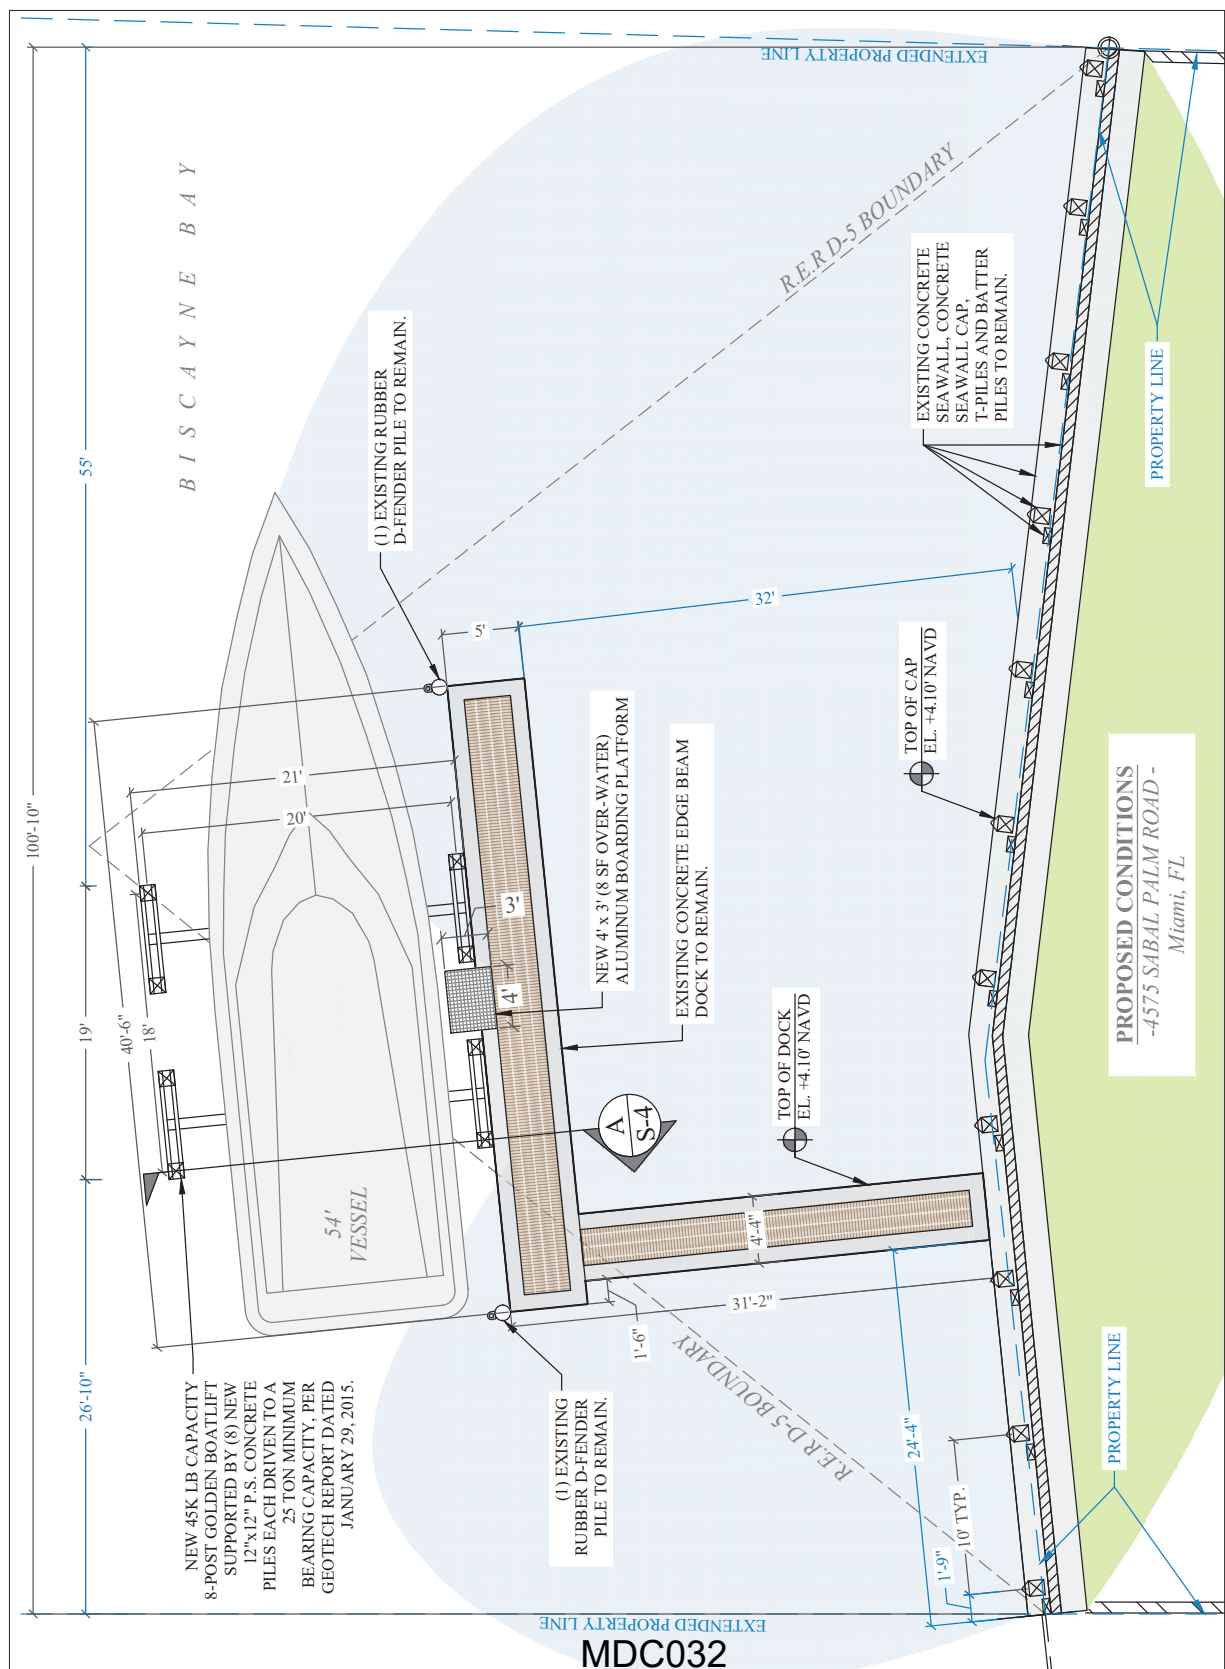 100'-10"
55'
19'
26'-10"
EXTENDED PROPERTY LINE
BISCAYNE BAY
R.E.R D-5 BOUNDARY
(1) EXISTING RUBBER
D-FENDER PILE TO REMAIN.
EXISTING CONCRETE
SEAWALL, CONCRETE
SEAWALL CAP,
T-PILES AND BATTER
PILES TO REMAIN.
PROPERTY LINE
5'
32'
21'
20'
40'-6"
18'
3'
4'
NEW 4' x 3' (8 SF OVER-WATER)
ALUMINUM BOARDING PLATFORM
EXISTING CONCRETE EDGE BEAM
DOCK TO REMAIN.
TOP OF CAP
EL. +4.10' NAVD
TOP OF DOCK
EL. +4.10' NAVD
PROPOSED CONDITIONS
-4575 SABAL PALM ROAD -
Miami, FL
A
S-4
54'
VESSEL
4'-4"
31'-2"
1'-6"
24'-4"
10' TYP.
1'-9"
R.E.R D-5 BOUNDARY
NEW 45K LB CAPACITY
8-POST GOLDEN BOATLIFT
SUPPORTED BY (8) NEW
12"x12" P.S. CONCRETE
PILES EACH DRIVEN TO A
25 TON MINIMUM
BEARING CAPACITY, PER
GEOTECH REPORT DATED
JANUARY 29, 2015.
(1) EXISTING
RUBBER D-FENDER
PILE TO REMAIN.
PROPERTY LINE
EXTENDED PROPERTY LINE
MDC032